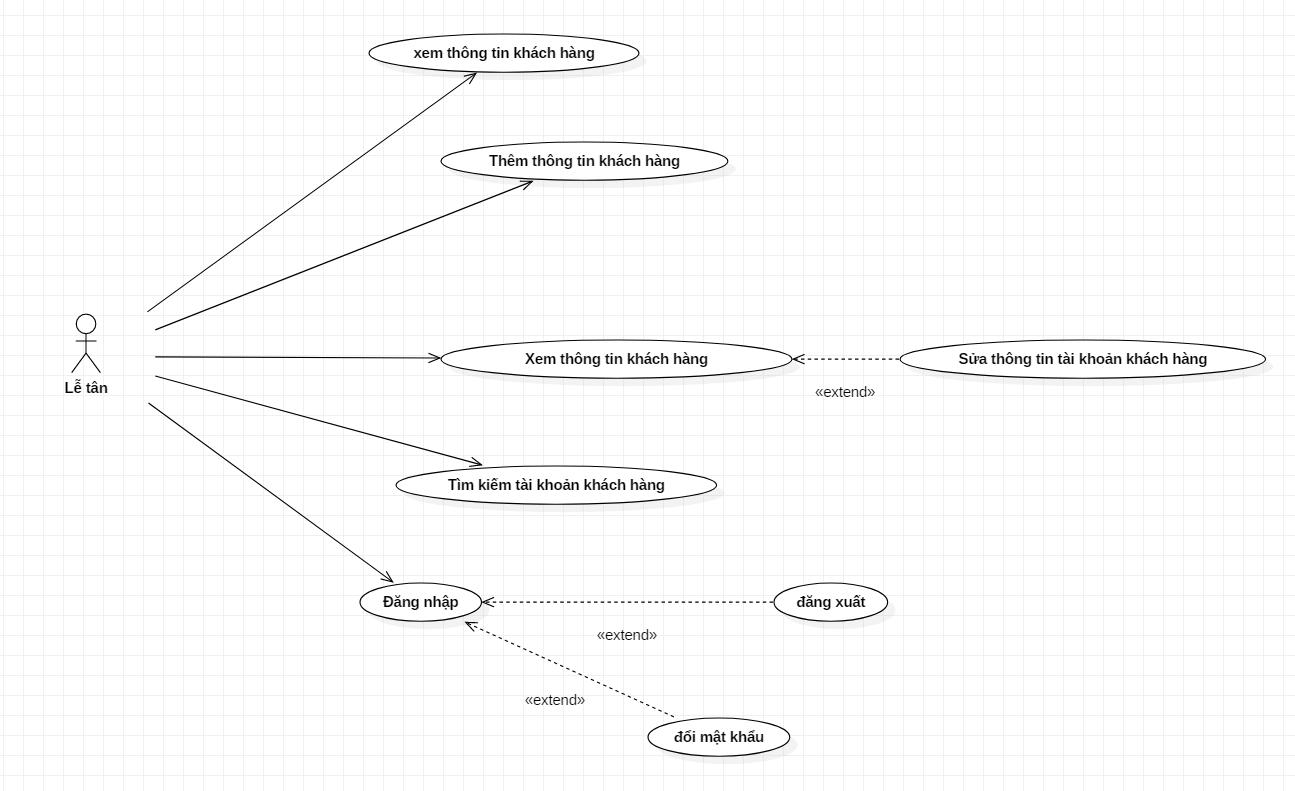 xem thông tin khách hàng
Thêm thông tin khách hàng
Lễ tân
Xem thông tin khách hàng
Sửa thông tin tài khoản khách hàng
«extend»
Tìm kiếm tài khoản khách hàng
Đăng nhập
đăng xuất
«extend»
«extend»
đổi mật khẩu